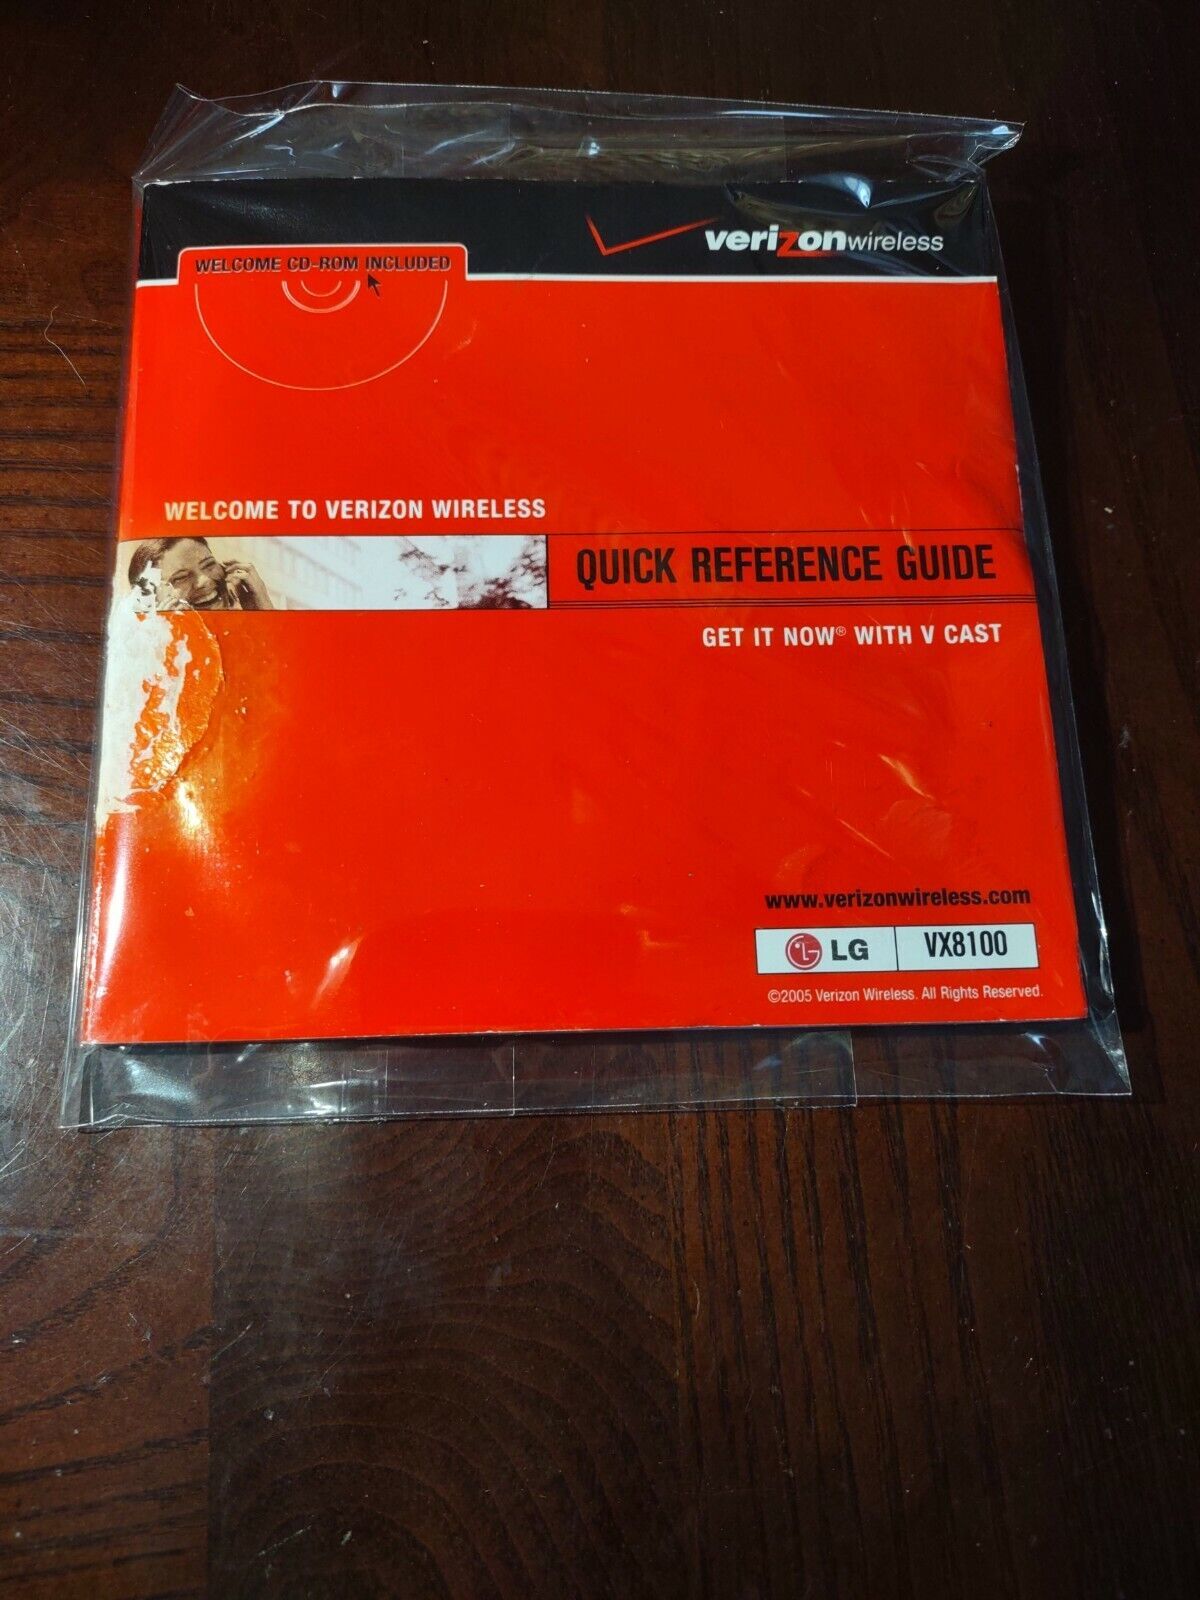 verizonwireless
WELCOME CD-ROM INCLUDED
WELCOME TO VERIZON WIRELESS
QUICK REFERENCE GUIDE
GET IT NOW® WITH V CAST
www.verizonwireless.com
LG VX8100
©2005 Verizon Wireless. All Rights Reserved.